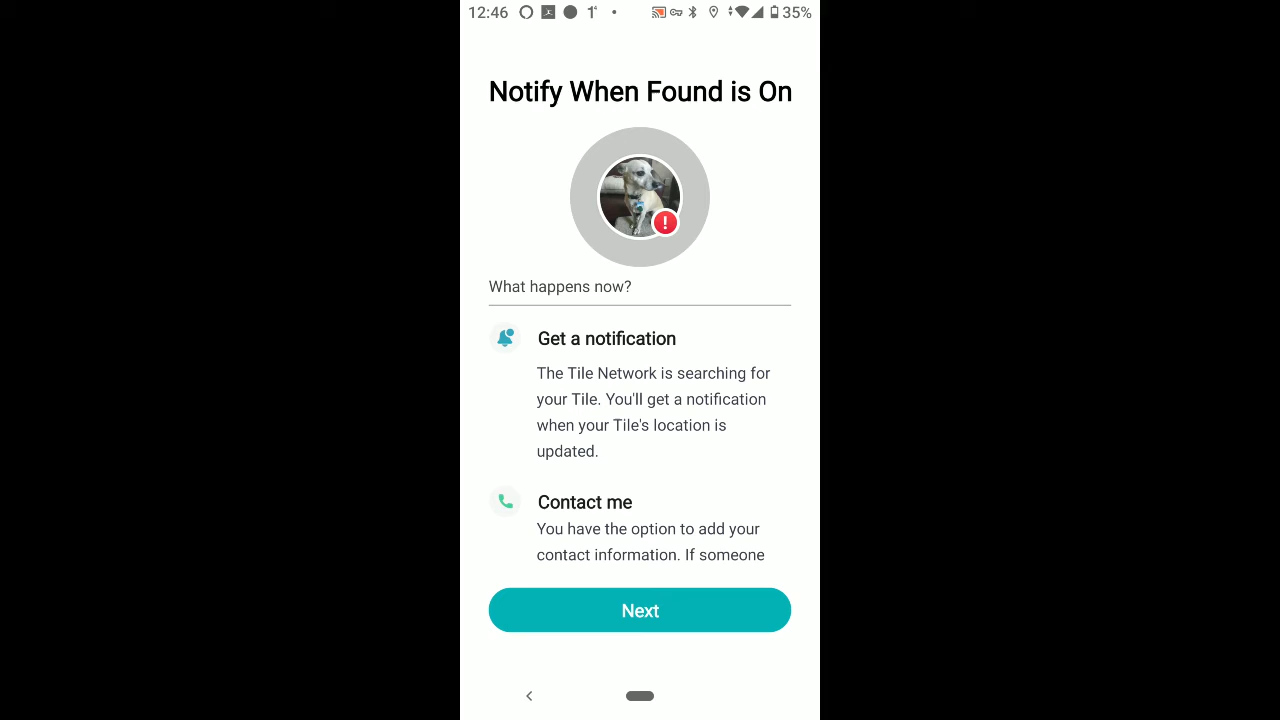 12:46 35%
Notify When Found is On
What happens now?
Get a notification
The Tile Network is searching for
your Tile. You'll get a notification
when your Tile's location is
updated.
Contact me
You have the option to add your
contact information. If someone
Next